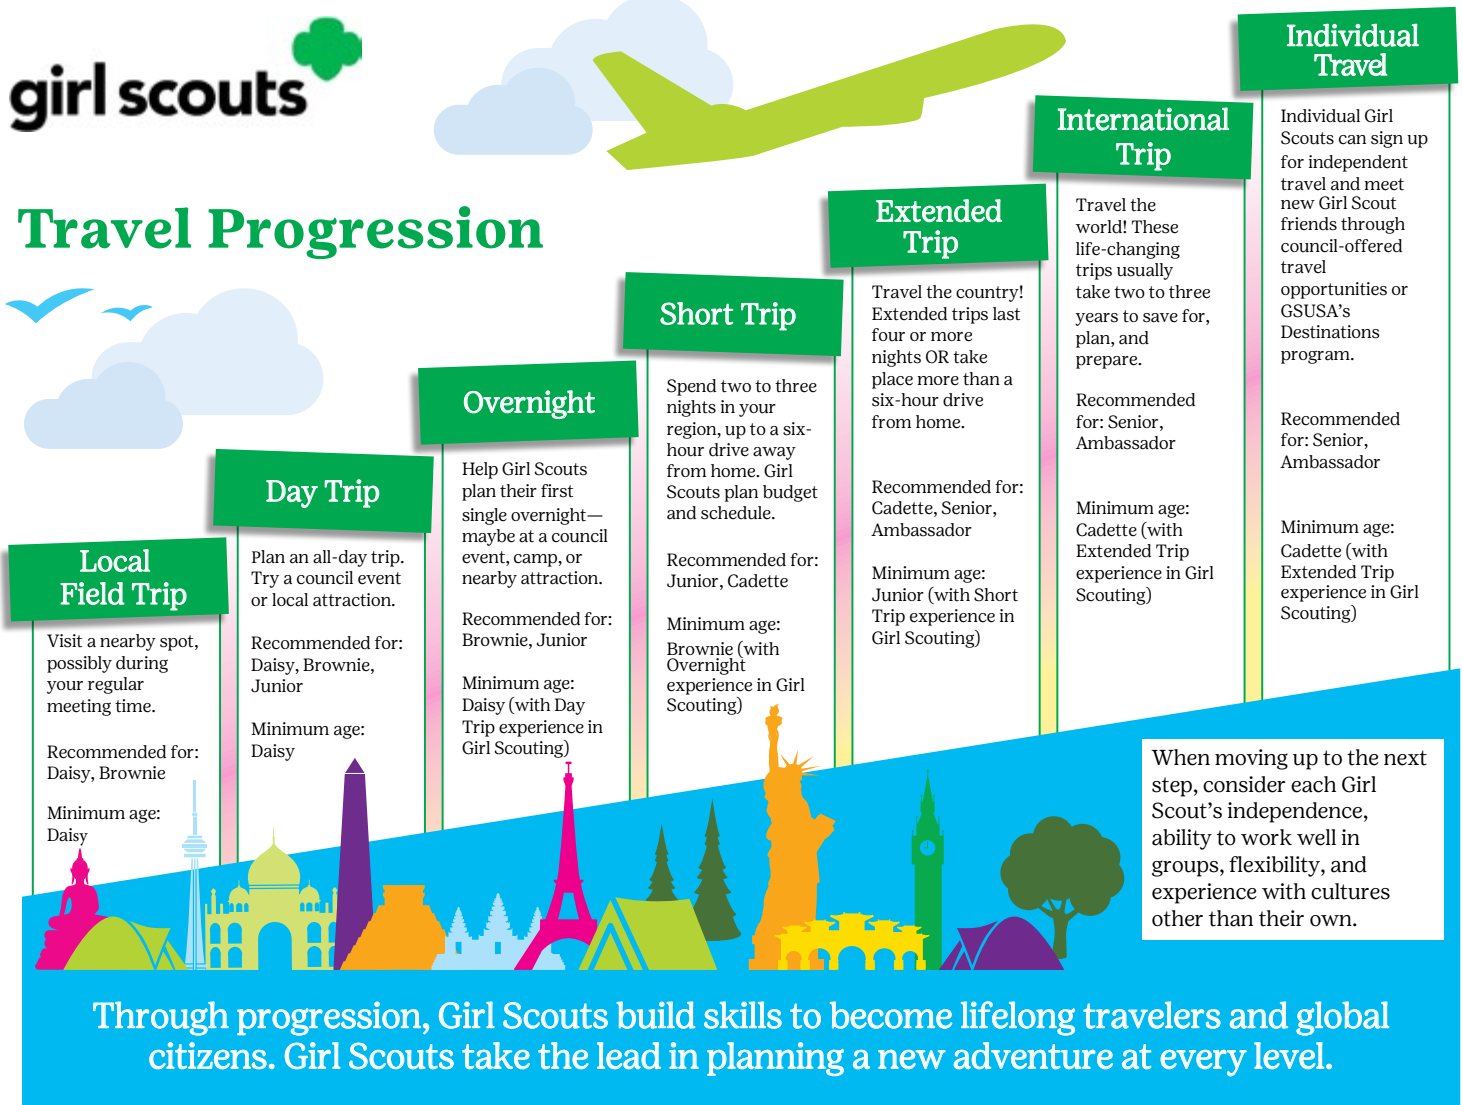 girl scouts
Travel Progression
Local
Field Trip
Visit a nearby spot,
possibly during
your regular
meeting time.
Recommended for:
Daisy, Brownie
Minimum age:
Daisy
Day Trip
Plan an all-day trip.
Try a council event
or local attraction.
Recommended for:
Daisy, Brownie,
Junior
Minimum age:
Daisy
Overnight
Help Girl Scouts
plan their first
single overnight—
maybe at a council
event, camp, or
nearby attraction.
Recommended for:
Brownie, Junior
Minimum age:
Daisy (with Day
Trip experience in
Girl Scouting)
Short Trip
Spend two to three
nights in your
region, up to a six-
hour drive away
from home. Girl
Scouts plan budget
and schedule.
Recommended for:
Junior, Cadette
Minimum age:
Brownie (with
Overnight
experience in Girl
Scouting)
Extended
Trip
Travel the country!
Extended trips last
four or more
nights OR take
place more than a
six-hour drive
from home.
Recommended for:
Cadette, Senior,
Ambassador
Minimum age:
Junior (with Short
Trip experience in
Girl Scouting)
International
Trip
Travel the
world! These
life-changing
trips usually
take two to three
years to save for,
plan, and
prepare.
Recommended
for: Senior,
Ambassador
Minimum age:
Cadette (with
Extended Trip
experience in Girl
Scouting)
Individual
Travel
Individual Girl
Scouts can sign up
for independent
travel and meet
new Girl Scout
friends through
council-offered
travel
opportunities or
GSUSA's
Destinations
program.
Recommended
for: Senior,
Ambassador
Minimum age:
Cadette (with
Extended Trip
experience in Girl
Scouting)
When moving up to the next
step, consider each Girl
Scout's independence,
ability to work well in
groups, flexibility, and
experience with cultures
other than their own.
Through progression, Girl Scouts build skills to become lifelong travelers and global
citizens. Girl Scouts take the lead in planning a new adventure at every level.